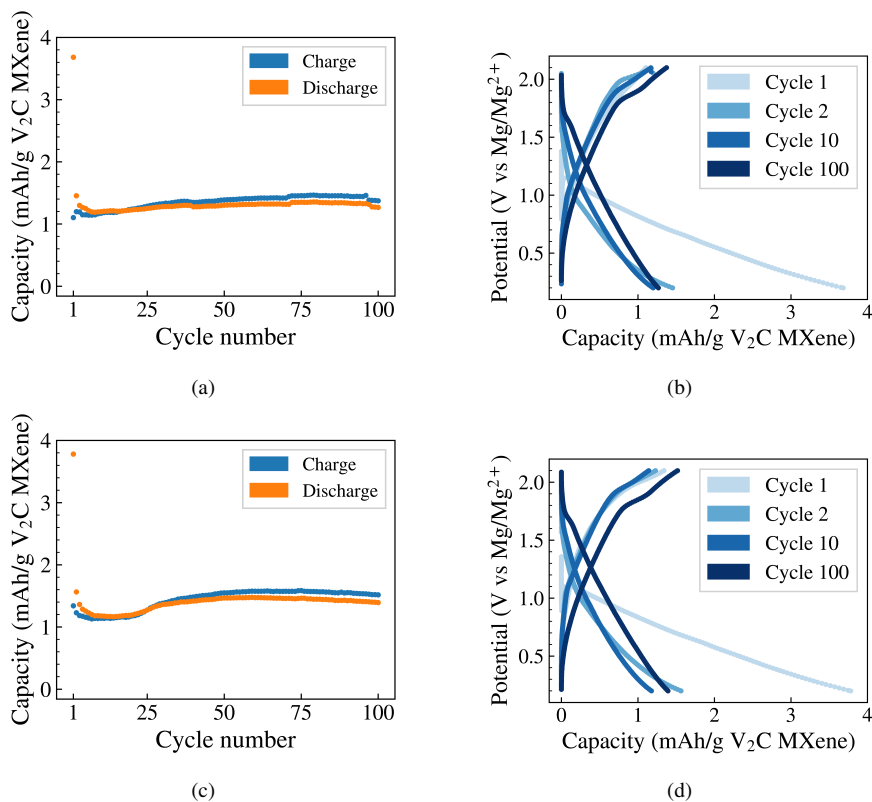 Capacity (mAh/g V₂C MXene)
4
3
2
1
0
Charge
Discharge
1
25
50
75
100
Cycle number
(a)
Potential (V vs Mg/Mg²⁺)
2.0
1.5
1.0
0.5
Cycle 1
Cycle 2
Cycle 10
Cycle 100
0
1
2
3
4
Capacity (mAh/g V₂C MXene)
(b)
Capacity (mAh/g V₂C MXene)
4
3
2
1
0
Charge
Discharge
1
25
50
75
100
Cycle number
(c)
Potential (V vs Mg/Mg²⁺)
2.0
1.5
1.0
0.5
Cycle 1
Cycle 2
Cycle 10
Cycle 100
0
1
2
3
4
Capacity (mAh/g V₂C MXene)
(d)